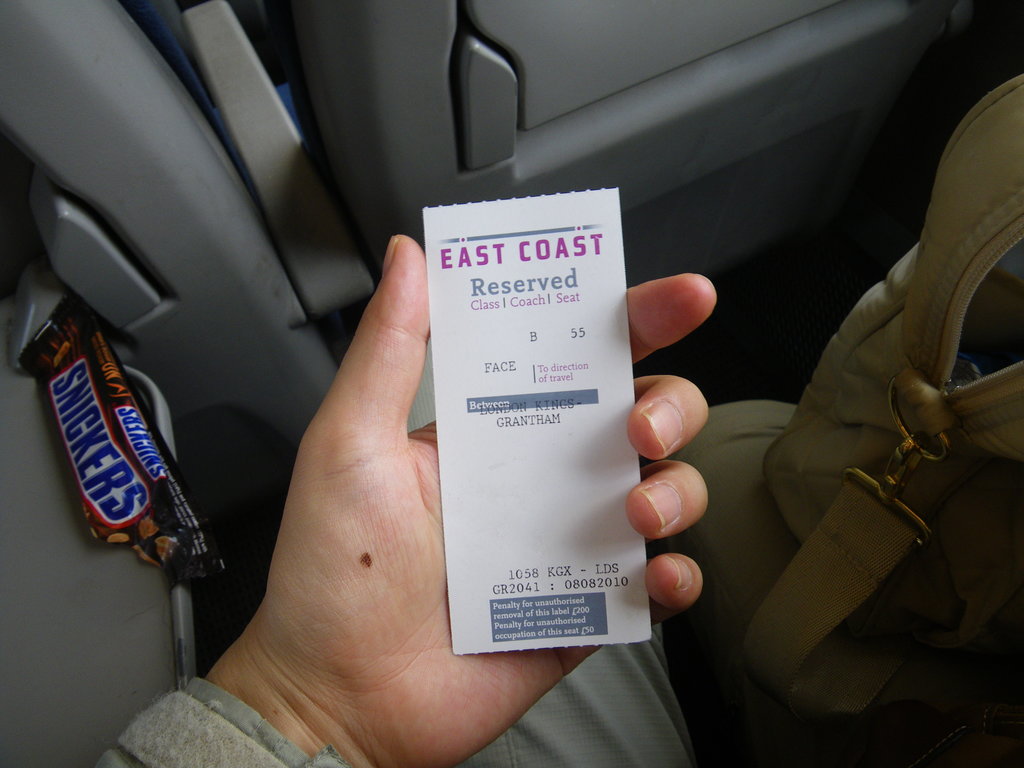 EAST COAST
Reserved
Class | Coach | Seat
B 55
FACE
To direction
of travel
Between
LONDON KINGS-
GRANTHAM
1058 KGX - LDS
GR2041 : 08082010
Penalty for unauthorised
removal of this label £200
Penalty for unauthorised
occupation of this seat £50
SNICKERS
SNICKERS